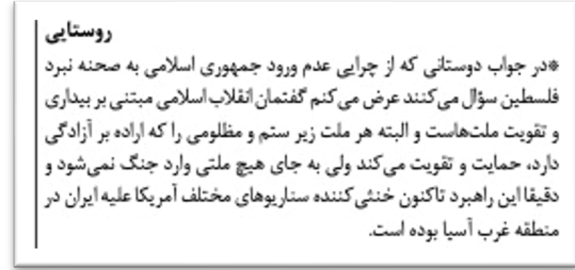 روستایی
*در جواب دوستانی که از چرایی عدم ورود جمهوری اسلامی به صحنه نبرد
فلسطین سؤال می‌کنند عرض می‌کنم گفتمان انقلاب اسلامی مبتنی بر بیداری
و تقویت ملت‌هاست و البته هر ملت زیر ستم و مظلومی را که اراده بر آزادگی
دارد، حمایت و تقویت می‌کند ولی به جای هیچ ملتی وارد جنگ نمی‌شود و
دقیقا این راهبرد تاکنون خنثی‌کننده سناریوهای مختلف آمریکا علیه ایران در
منطقه غرب آسیا بوده است.